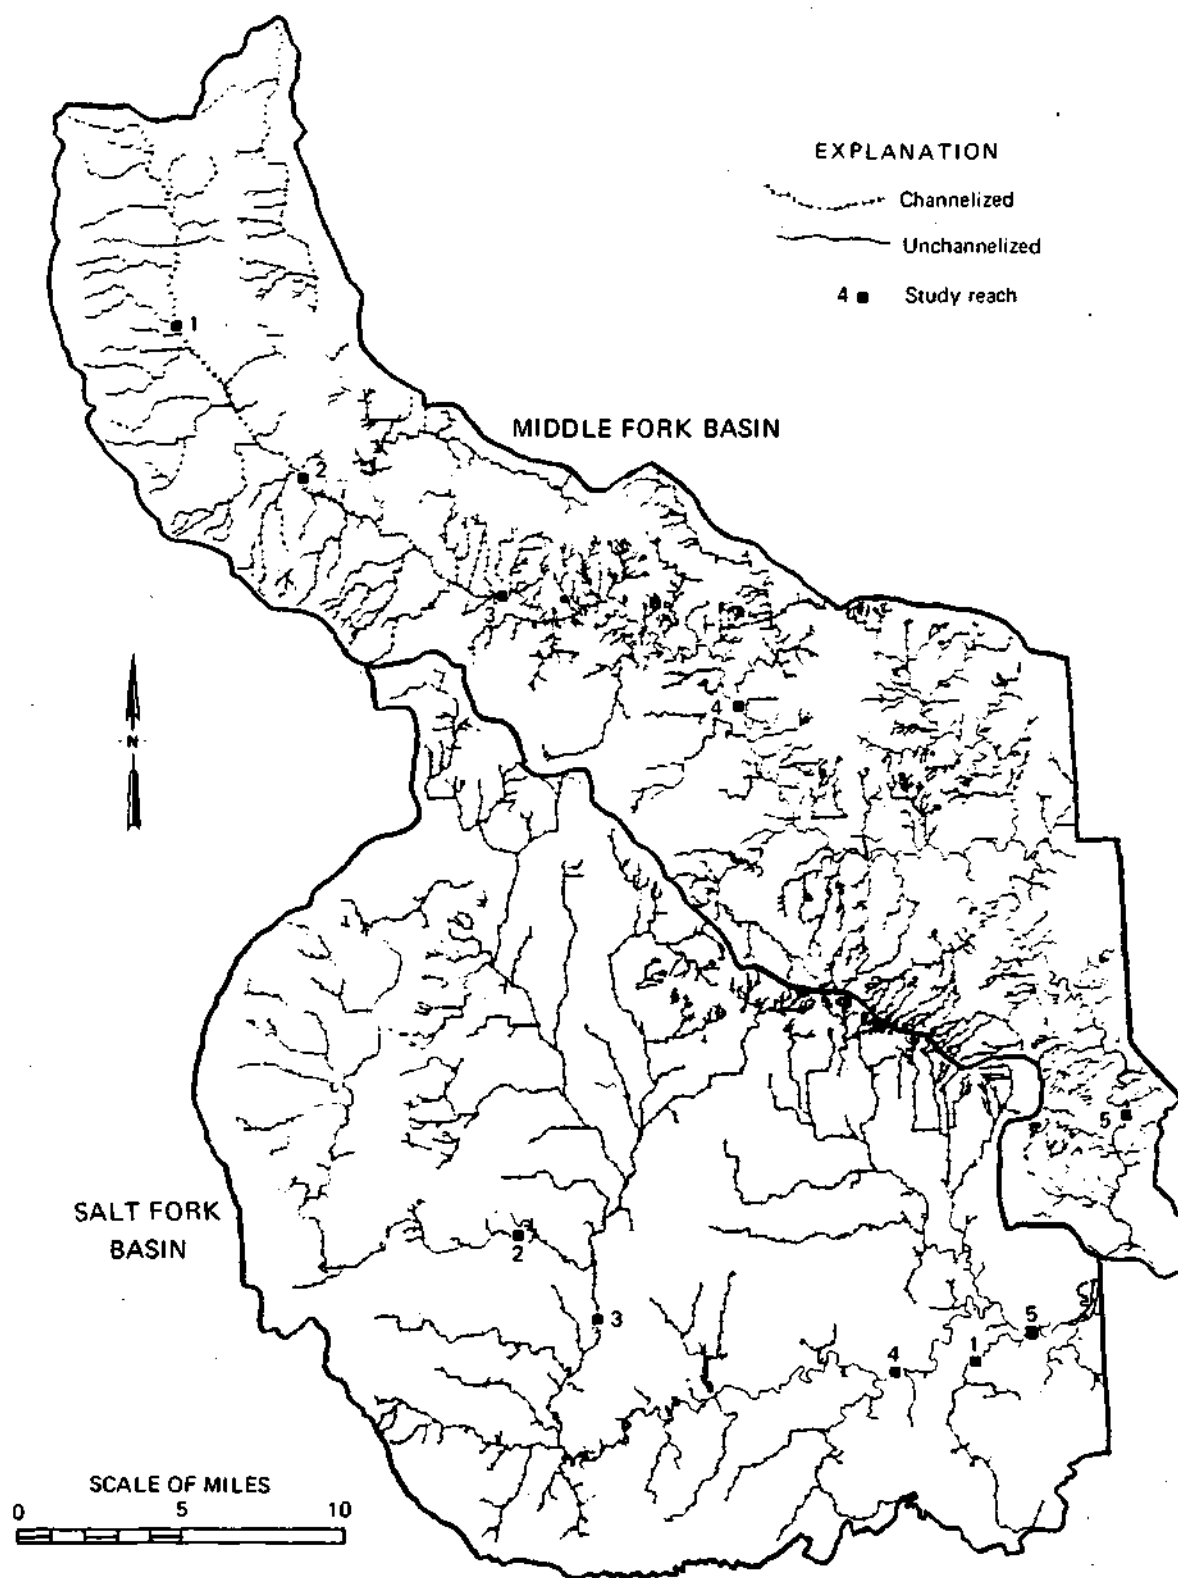 EXPLANATION
Channelized
Unchannelized
4 Study reach
1
MIDDLE FORK BASIN
2
3
4
N
5
SALT FORK
BASIN
2
3
5
4
1
SCALE OF MILES
0 5 10